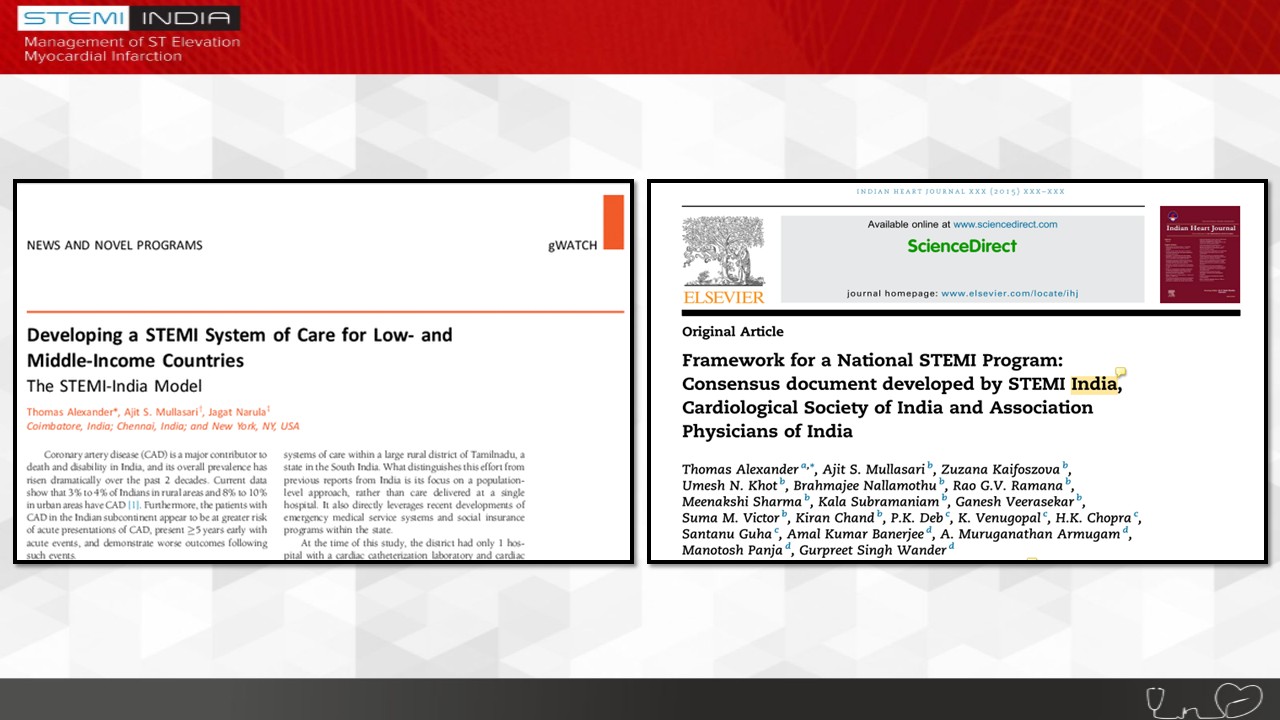 STEMI INDIA
Management of ST Elevation
Myocardial Infarction
NEWS AND NOVEL PROGRAMS
gWATCH
Developing a STEMI System of Care for Low- and
Middle-Income Countries
The STEMI-India Model
Thomas Alexander*, Ajit S. Mullasari†, Jagat Narula‡
Coimbatore, India; Chennai, India; and New York, NY, USA
Coronary artery disease (CAD) is a major contributor to
death and disability in India, and its overall prevalence has
risen dramatically over the past 2 decades. Current data
show that 3% to 4% of Indians in rural areas and 8% to 10%
in urban areas have CAD [1]. Furthermore, the patients with
CAD in the Indian subcontinent appear to be at greater risk
of acute presentations of CAD, present ≥5 years early with
acute events, and demonstrate worse outcomes following
such events.
systems of care within a large rural district of Tamilnadu, a
state in the South India. What distinguishes this effort from
previous reports from India is its focus on a population-
level approach, rather than care delivered at a single
hospital. It also directly leverages recent developments of
emergency medical service systems and social insurance
programs within the state.
At the time of this study, the district had only 1 hos-
pital with a cardiac catheterization laboratory and cardiac
INDIAN HEART JOURNAL XXX (2015) XXX–XXX
Available online at www.sciencedirect.com
ScienceDirect
journal homepage: www.elsevier.com/locate/ihj
ELSEVIER
Indian Heart Journal
Original Article
Framework for a National STEMI Program:
Consensus document developed by STEMI India,
Cardiological Society of India and Association
Physicians of India
Thomas Alexander a,*, Ajit S. Mullasari b, Zuzana Kaifoszova b,
Umesh N. Khot b, Brahmajee Nallamothu b, Rao G.V. Ramana b,
Meenakshi Sharma b, Kala Subramaniam b, Ganesh Veerasekar b,
Suma M. Victor b, Kiran Chand b, P.K. Deb c, K. Venugopal c, H.K. Chopra c,
Santanu Guha c, Amal Kumar Banerjee d, A. Muruganathan Armugam d,
Manotosh Panja d, Gurpreet Singh Wander d